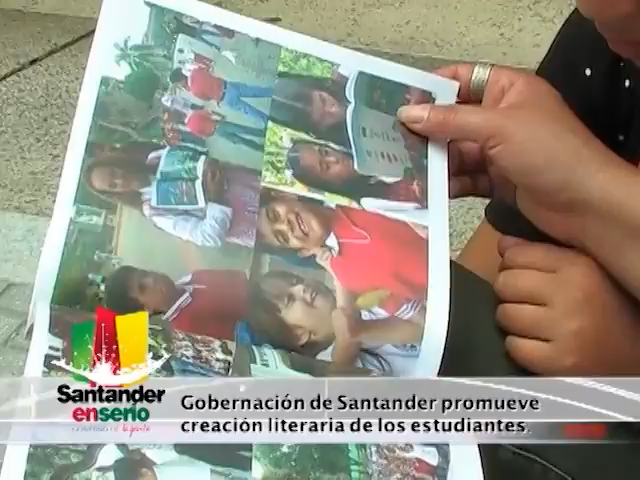 Santander
en serio
Gobernación de Santander promueve
creación literaria de los estudiantes.